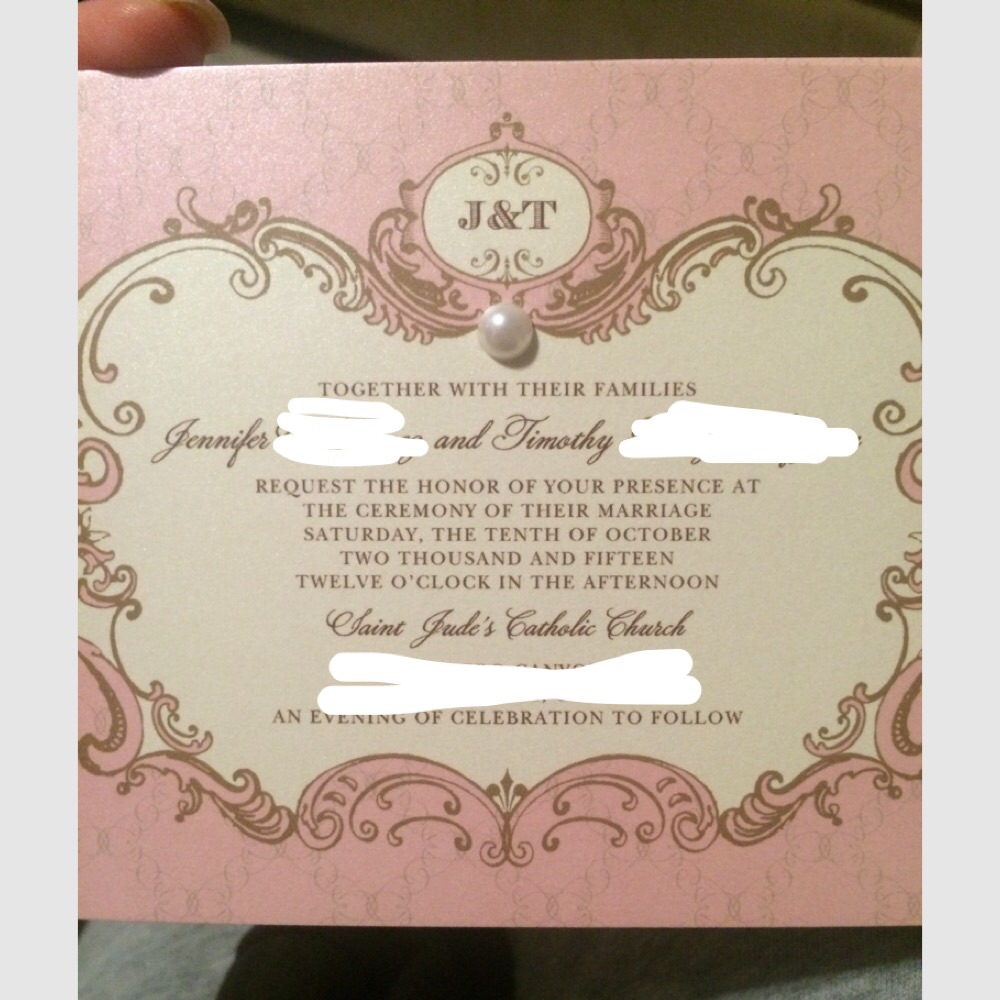 J&T
TOGETHER WITH THEIR FAMILIES
Jennifer and Timothy
REQUEST THE HONOR OF YOUR PRESENCE AT
THE CEREMONY OF THEIR MARRIAGE
SATURDAY, THE TENTH OF OCTOBER
TWO THOUSAND AND FIFTEEN
TWELVE O'CLOCK IN THE AFTERNOON
Saint Jude's Catholic Church
AN EVENING OF CELEBRATION TO FOLLOW